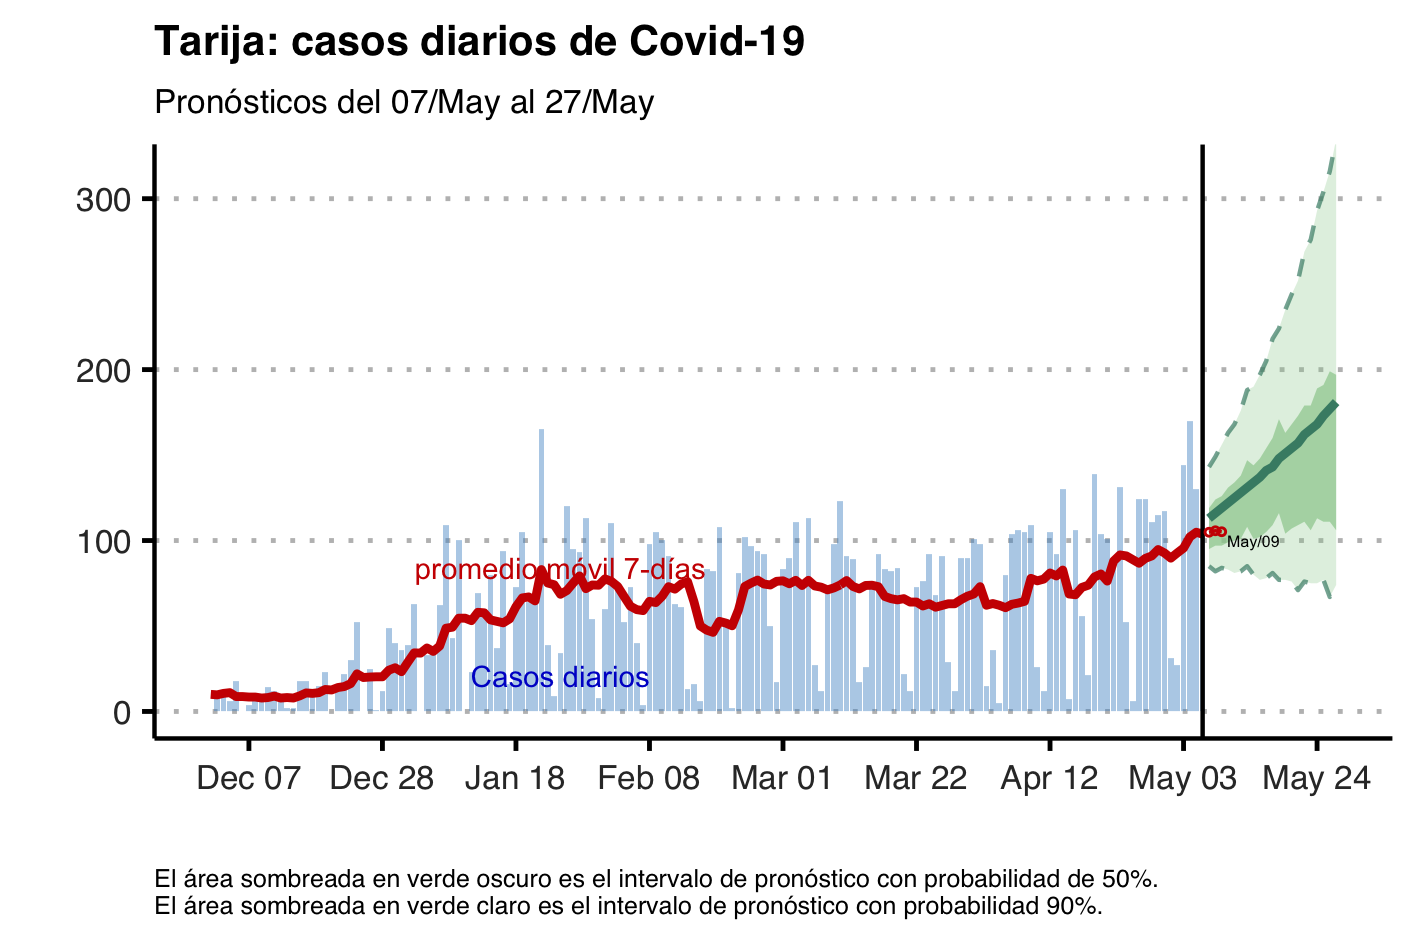 Tarija: casos diarios de Covid-19
Pronósticos del 07/May al 27/May
300
200
100
0
promedio móvil 7-días
Casos diarios
May/09
Dec 07 Dec 28 Jan 18 Feb 08 Mar 01 Mar 22 Apr 12 May 03 May 24
El área sombreada en verde oscuro es el intervalo de pronóstico con probabilidad de 50%.
El área sombreada en verde claro es el intervalo de pronóstico con probabilidad 90%.